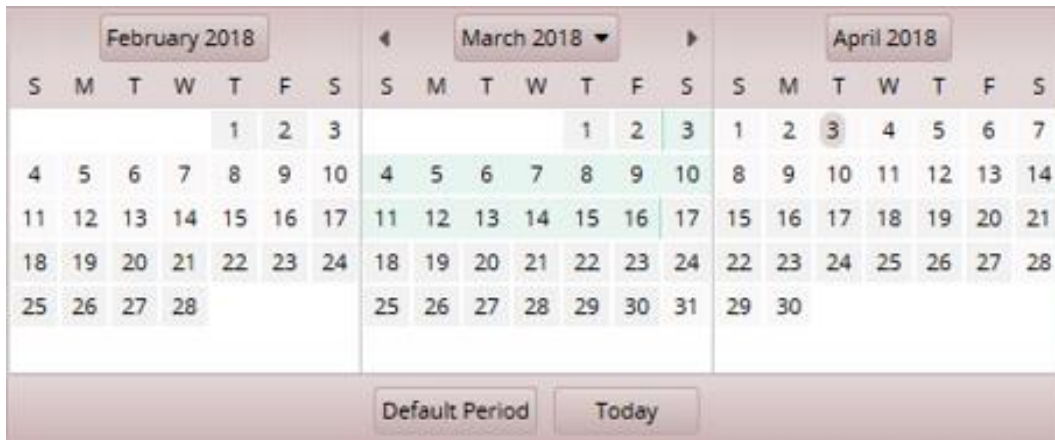 February 2018 March 2018 April 2018
S M T W T F S S M T W T F S S M T W T F S
1 2 3 1 2 3 1 2 3 4 5 6 7
4 5 6 7 8 9 10 4 5 6 7 8 9 10 8 9 10 11 12 13 14
11 12 13 14 15 16 17 11 12 13 14 15 16 17 15 16 17 18 19 20 21
18 19 20 21 22 23 24 18 19 20 21 22 23 24 22 23 24 25 26 27 28
25 26 27 28 25 26 27 28 29 30 31 29 30
Default Period Today